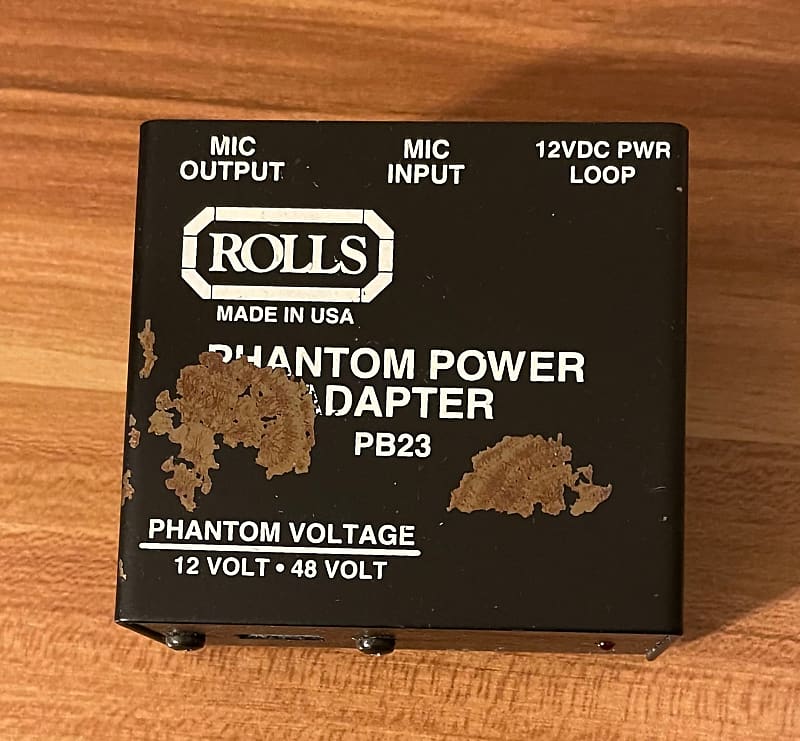 MIC
OUTPUT
MIC
INPUT
12VDC PWR
LOOP
ROLLS
MADE IN USA
PHANTOM POWER
ADAPTER
PB23
PHANTOM VOLTAGE
12 VOLT • 48 VOLT